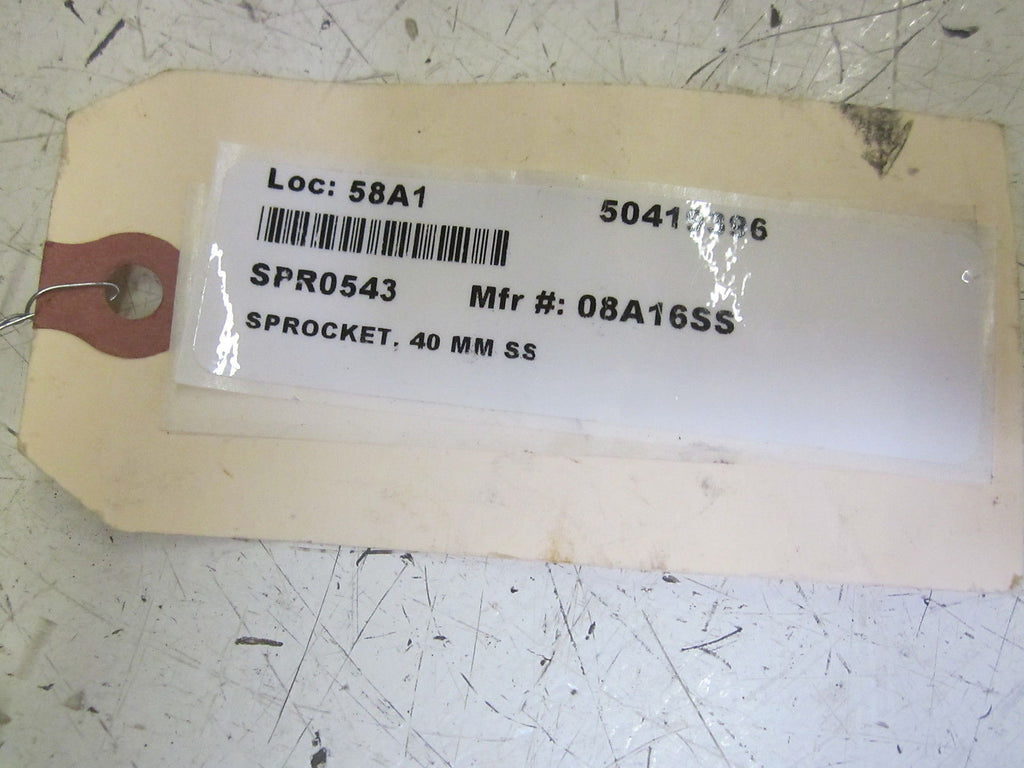 Loc: 58A1
SPR0543
Mfr #: 08A16SS
SPROCKET, 40 MM SS